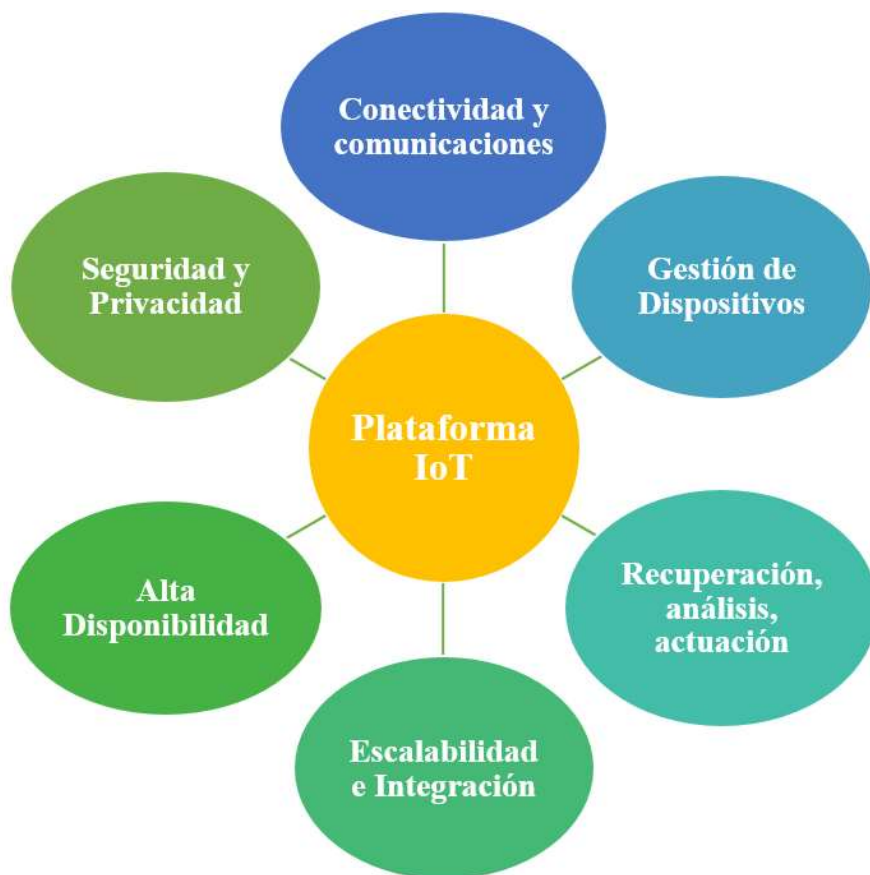 Conectividad y
comunicaciones
Seguridad y
Privacidad
Gestión de
Dispositivos
Plataforma
IoT
Alta
Disponibilidad
Recuperación,
análisis,
actuación
Escalabilidad
e Integración